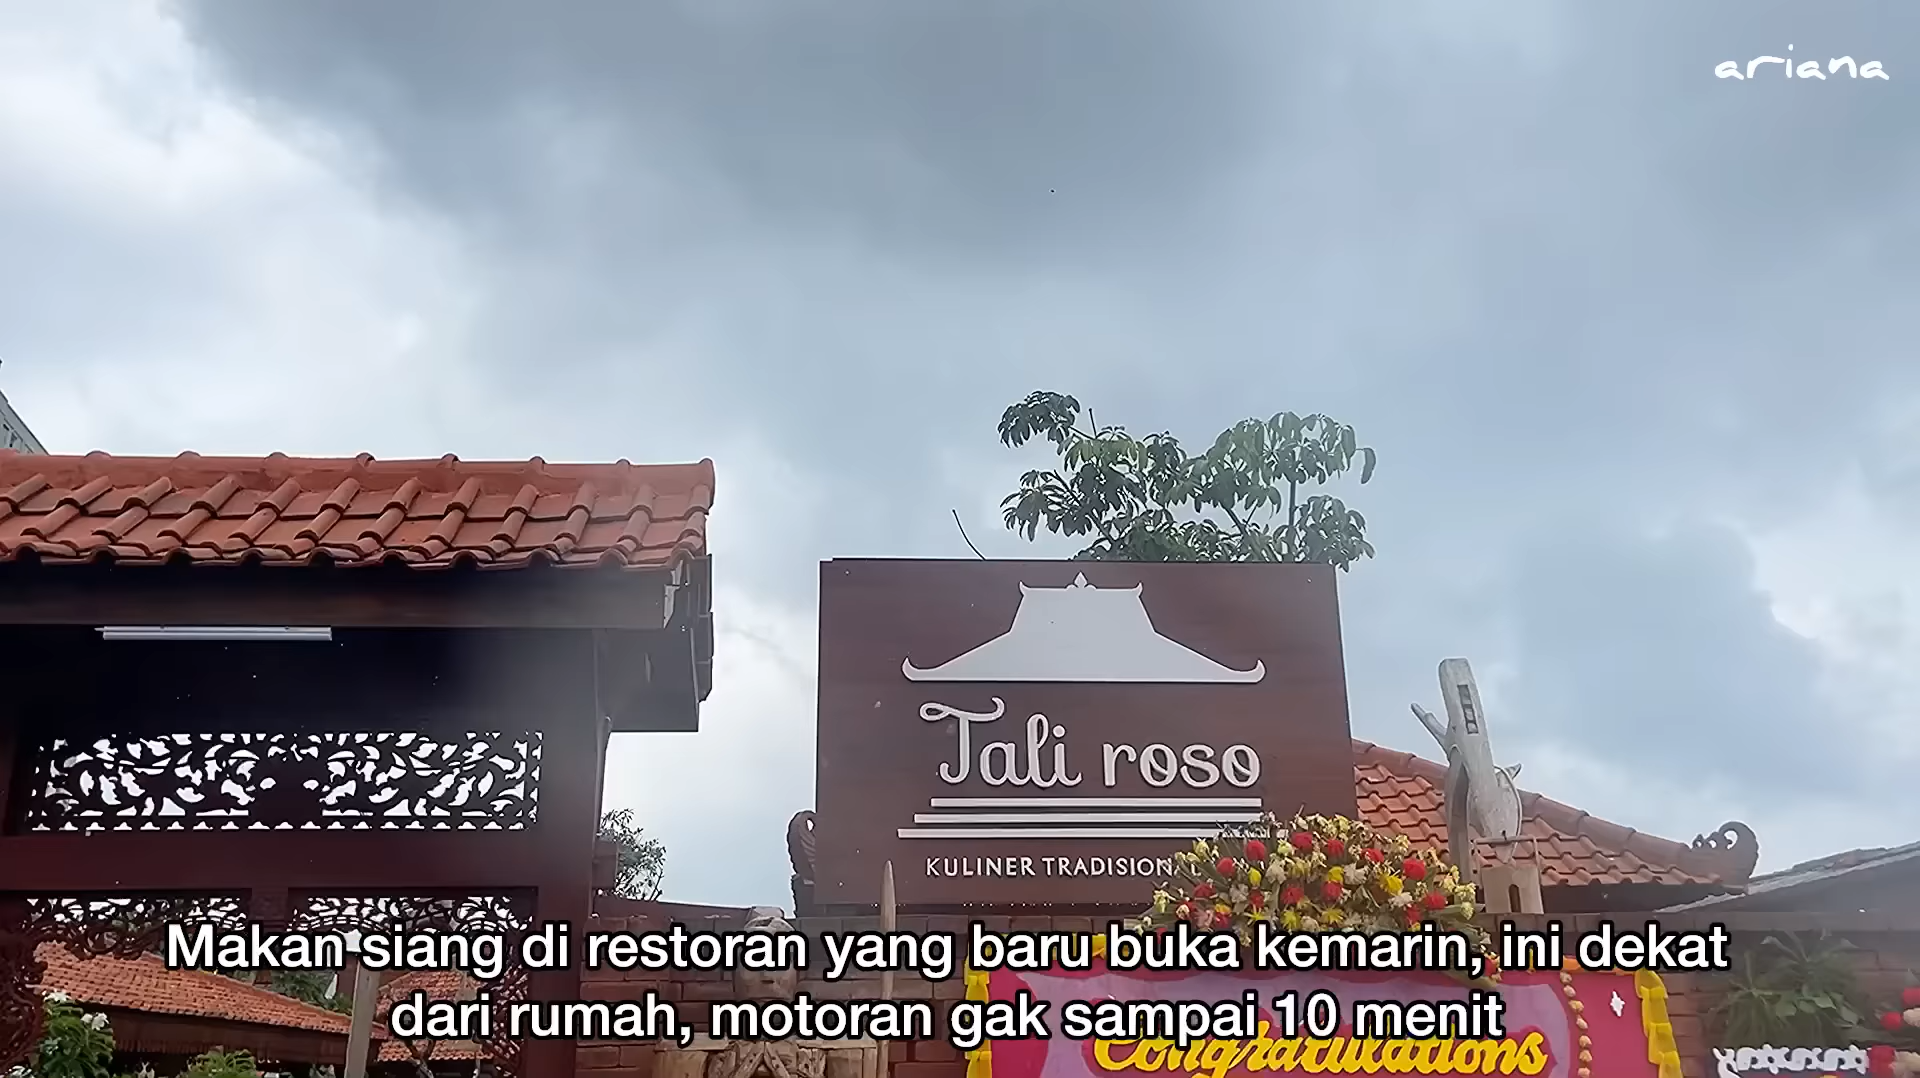 ariana
Tali roso
KULINER TRADISIONAL
Makan siang di restoran yang baru buka kemarin, ini dekat
dari rumah, motoran gak sampai 10 menit
Congratulations